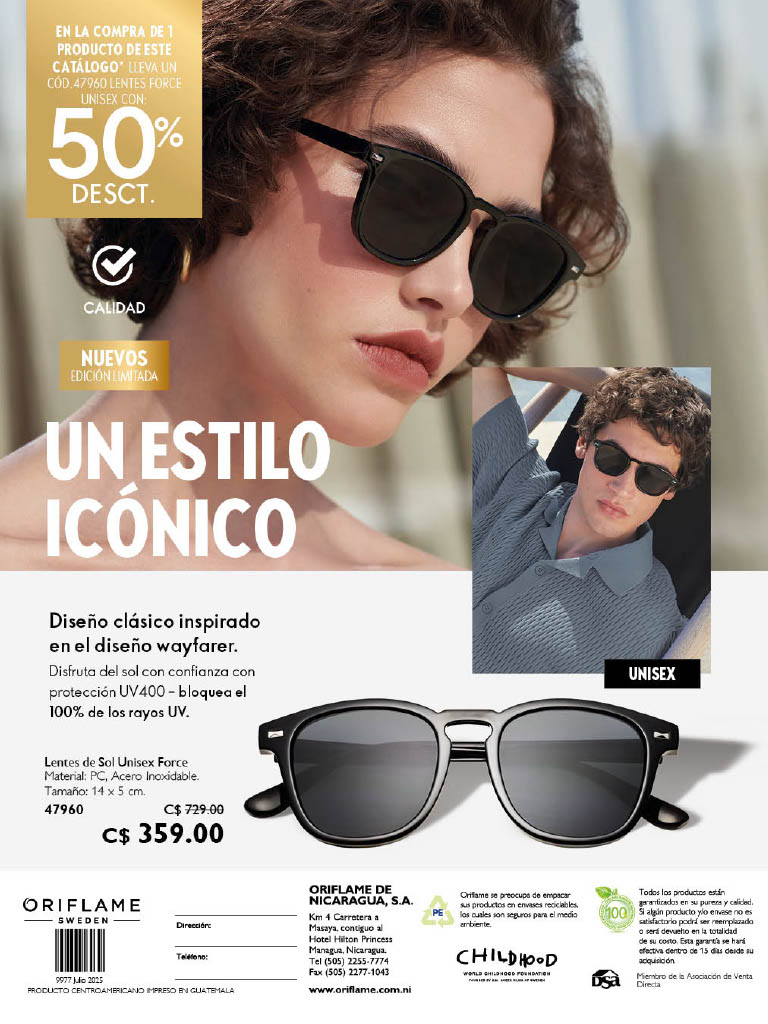 EN LA COMPRA DE 1
PRODUCTO DE ESTE
CATÁLOGO* LLEVA UN
CÓD. 47960 LENTES FORCE
UNISEX CON:
50%
DESCT.
CALIDAD
NUEVOS
EDICIÓN LIMITADA
UN ESTILO
ICÓNICO
Diseño clásico inspirado
en el diseño wayfarer.
Disfruta del sol con confianza con
protección UV400 – bloquea el
100% de los rayos UV.
UNISEX
Lentes de Sol Unisex Force
Material: PC, Acero Inoxidable.
Tamaño: 14 x 5 cm.
47960 C$ 729.00
C$ 359.00
ORIFLAME
SWEDEN
9977 Julio 2025
PRODUCTO CENTROAMERICANO IMPRESO EN GUATEMALA
Dirección:
Teléfono:
ORIFLAME DE
NICARAGUA, S.A.
Km 4 Carretera a
Masaya, contiguo al
Hotel Hilton Princess
Managua, Nicaragua.
Tel (505) 2255-7774
Fax (505) 2277-1043
www.oriflame.com.ni
PE
Oriflame se preocupa de empacar
sus productos en envases reciclables,
los cuales son seguros para el medio
ambiente.
CHILDHOOD
WORLD CHILDHOOD FOUNDATION
100
Todos los productos están
garantizados en su pureza y calidad.
Si algún producto y/o envase no es
satisfactorio podrá ser reemplazado
o será devuelto en la totalidad
de su costo. Esta garantía se hará
efectiva dentro de 15 días desde su
adquisición.
DSA
Miembro de la Asociación de Venta
Directa